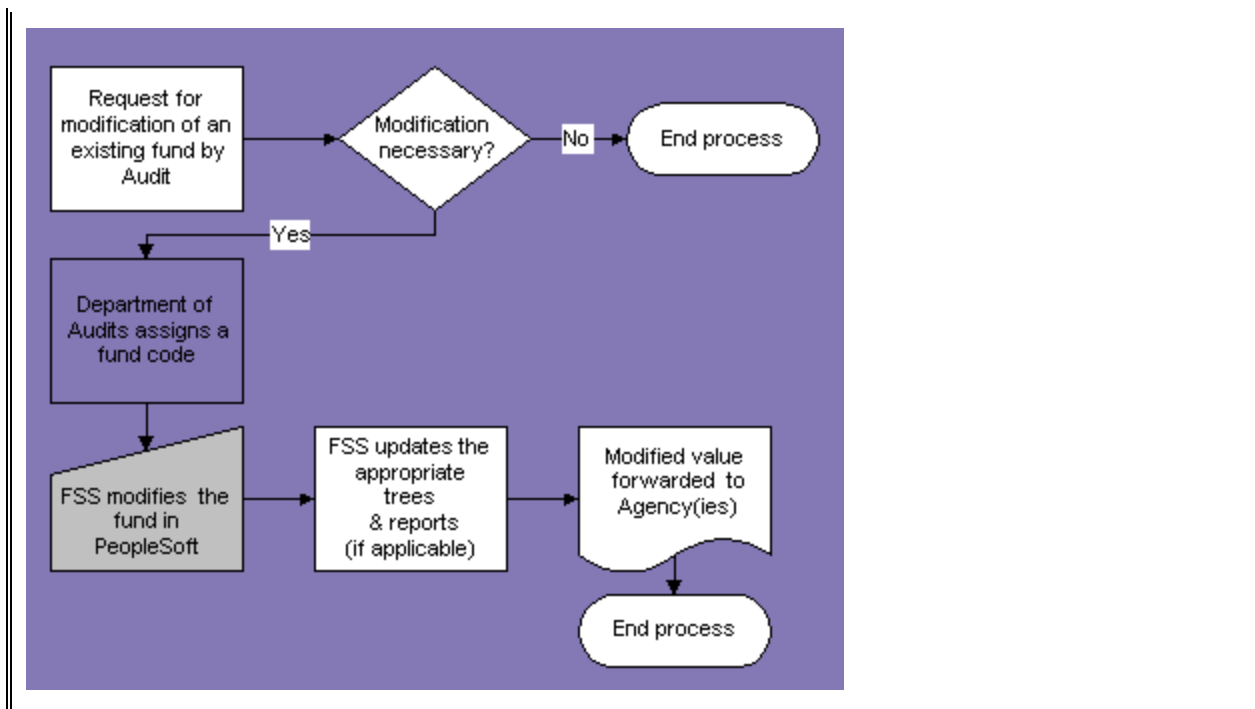 Request for
modification of an
existing fund by
Audit
Modification
necessary?
No
End process
Yes
Department of
Audits assigns a
fund code
FSS modifies the
fund in
PeopleSoft
FSS updates the
appropriate
trees
& reports
(if applicable)
Modified value
forwarded to
Agency(ies)
End process